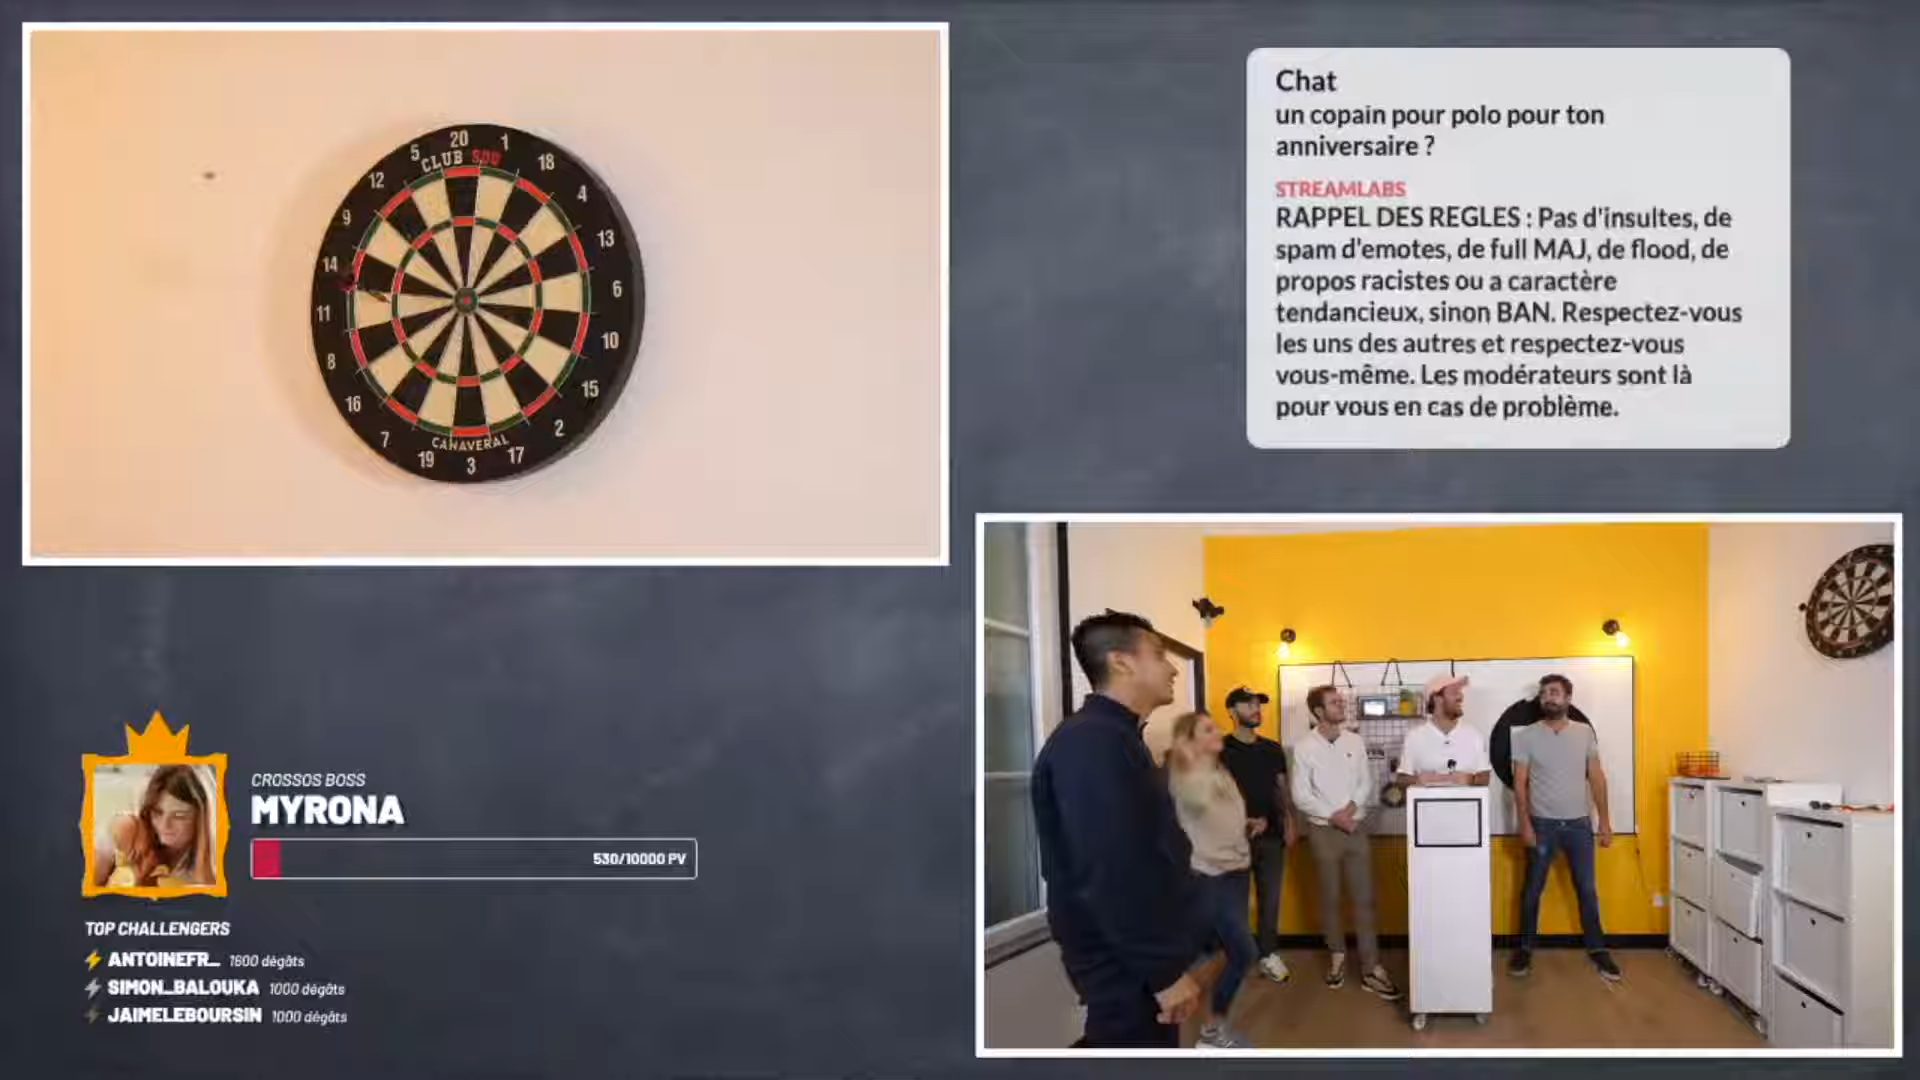 20
1
18
4
13
6
10
15
2
17
3
19
7
16
8
11
14
9
12
5
CLUB
CANAVERAL
Chat
un copain pour polo pour ton
anniversaire ?
STREAMLABS
RAPPEL DES REGLES : Pas d'insultes, de
spam d'emotes, de full MAJ, de flood, de
propos racistes ou a caractère
tendancieux, sinon BAN. Respectez-vous
les uns des autres et respectez-vous
vous-même. Les modérateurs sont là
pour vous en cas de problème.
CROSSOS BOSS
MYRONA
530/10000 PV
TOP CHALLENGERS
ANTOINEFR_ 1600 dégâts
SIMON_BALOUKA 1000 dégâts
JAIMELEBOURSIN 1000 dégâts